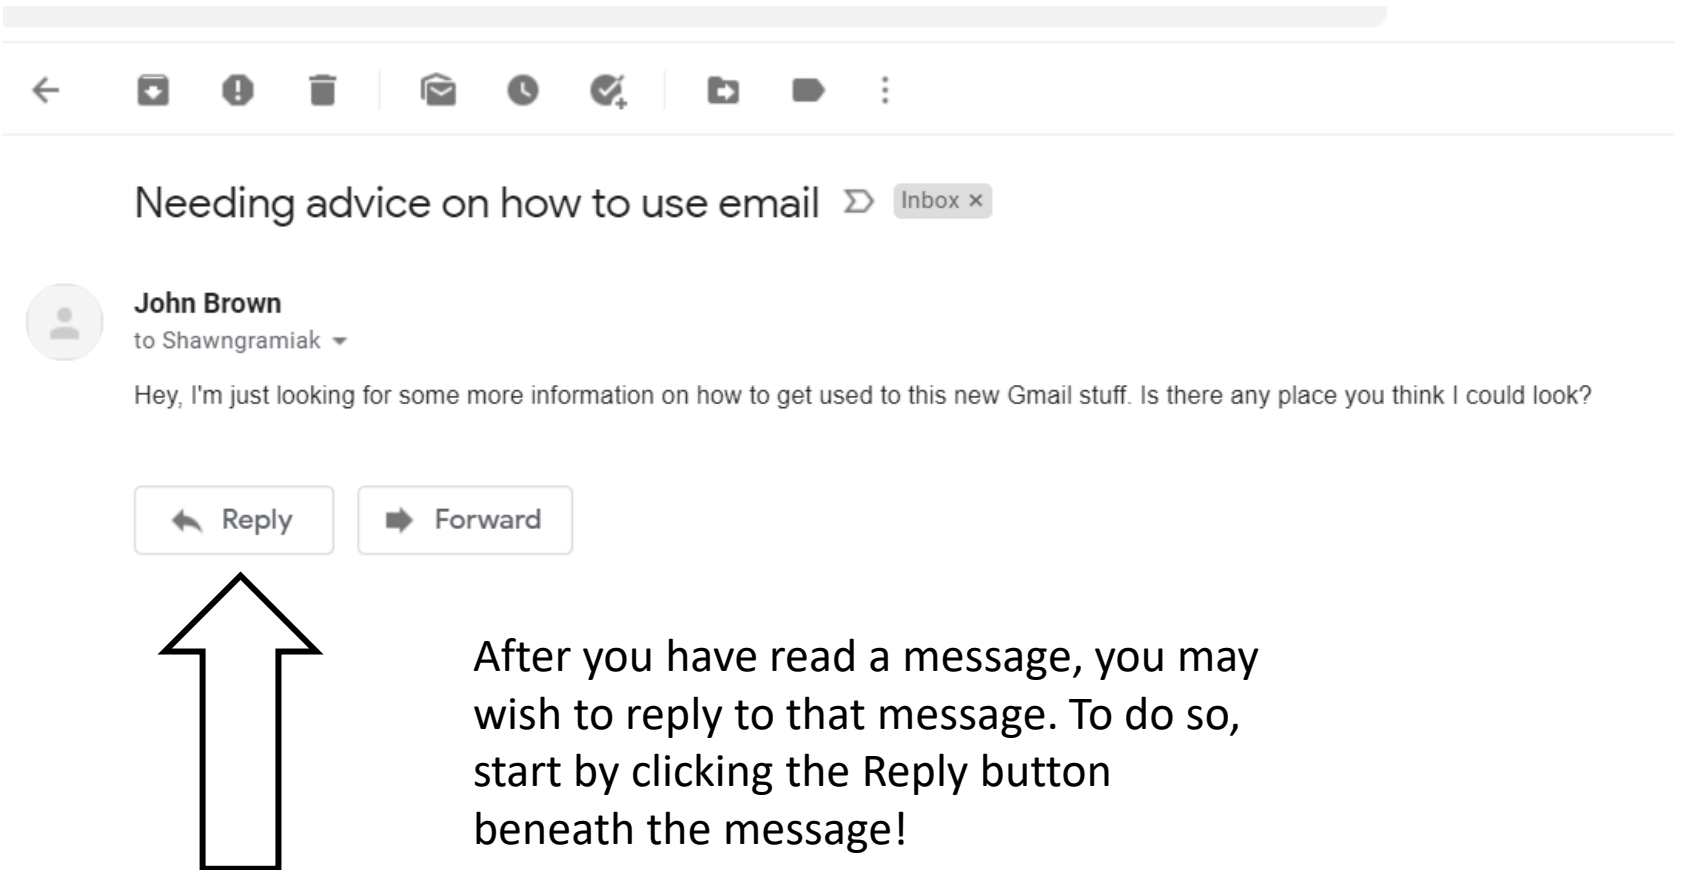 Needing advice on how to use email Inbox ×
John Brown
to Shawngramiak
Hey, I'm just looking for some more information on how to get used to this new Gmail stuff. Is there any place you think I could look?
Reply Forward
After you have read a message, you may
wish to reply to that message. To do so,
start by clicking the Reply button
beneath the message!